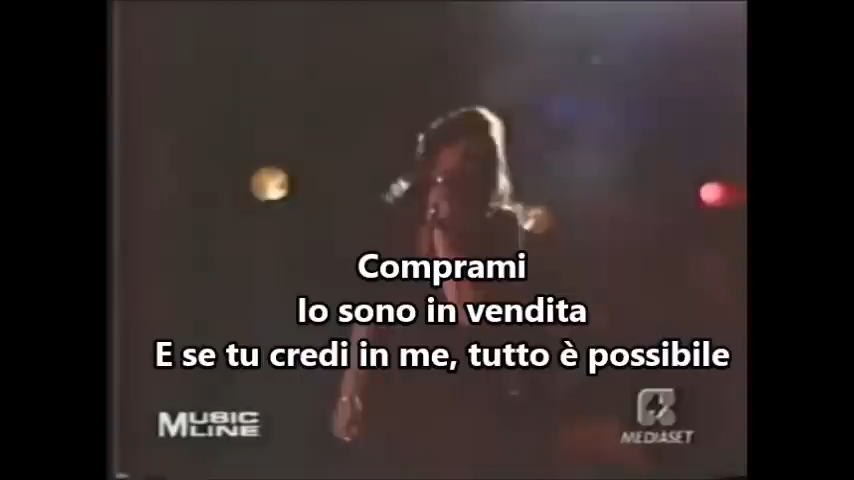 Comprami
Io sono in vendita
E se tu credi in me, tutto è possibile
MUSIC
LINE
MEDIASET